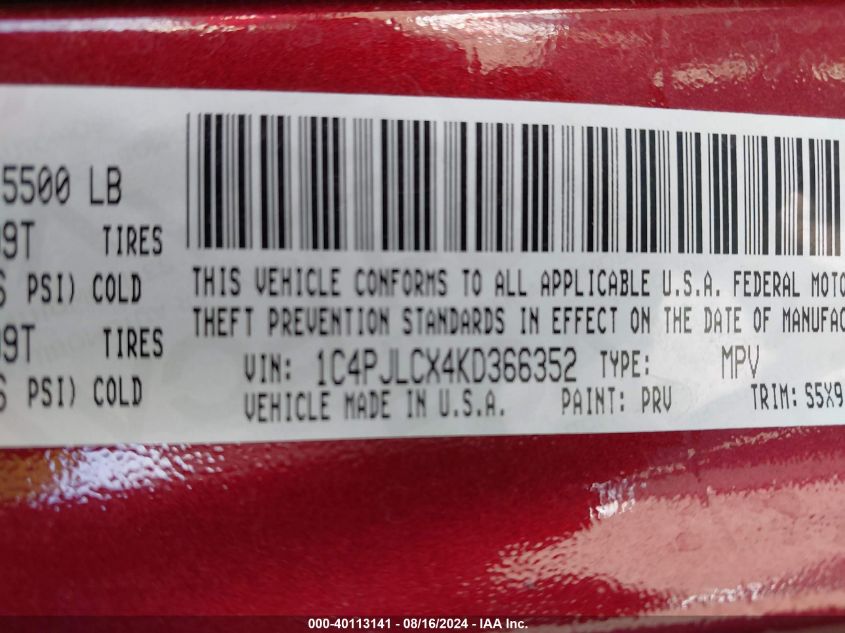 5500 LB
9T TIRES
PSI) COLD
9T TIRES
PSI) COLD
THIS VEHICLE CONFORMS TO ALL APPLICABLE U.S.A. FEDERAL MOTO
THEFT PREVENTION STANDARDS IN EFFECT ON THE DATE OF MANUFAC
VIN: 1C4PJLCX4KD366352 TYPE: MPV
VEHICLE MADE IN U.S.A. PAINT: PRV TRIM: S5X9
000-40113141 - 08/16/2024 - IAA Inc.